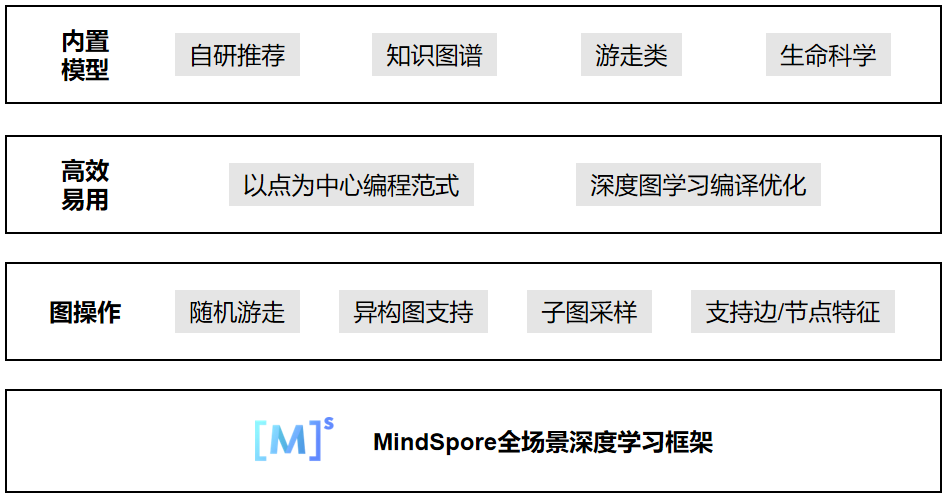 内置
模型
自研推荐
知识图谱
游走类
生命科学
高效
易用
以点为中心编程范式
深度图学习编译优化
图操作
随机游走
异构图支持
子图采样
支持边/节点特征
[M]s
MindSpore全场景深度学习框架